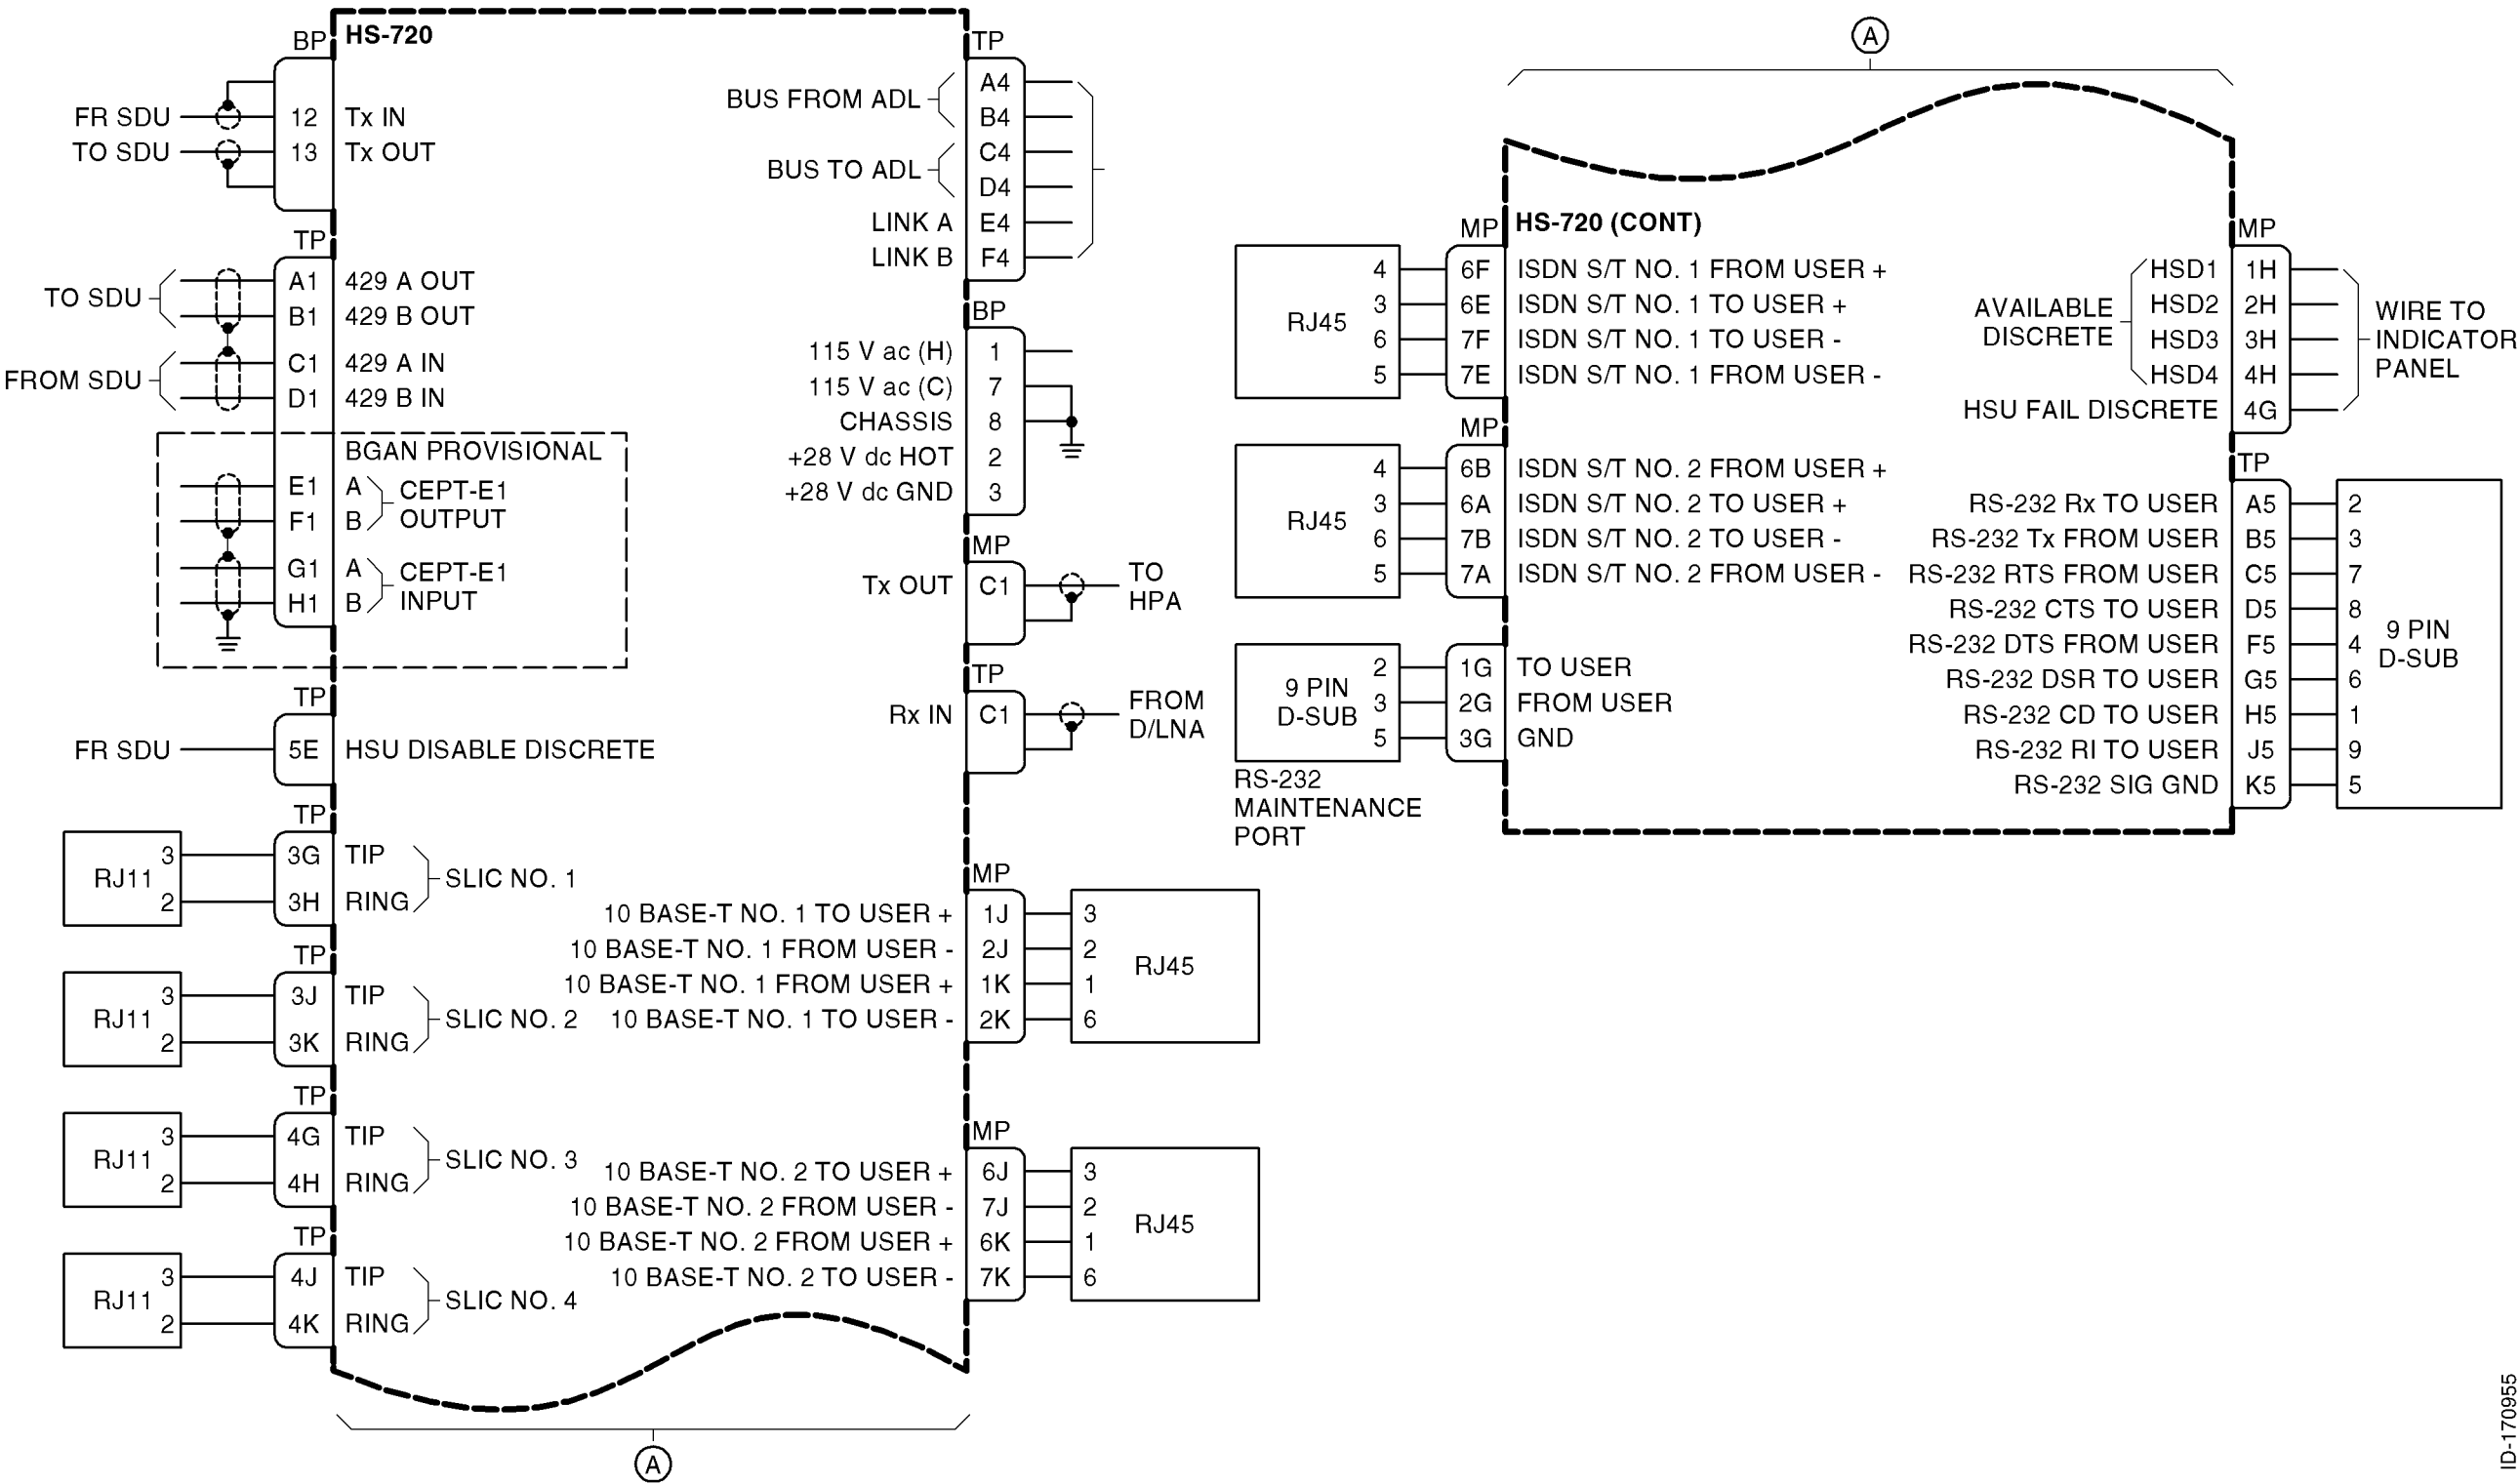 HS-720
BP
FR SDU 12 Tx IN
TO SDU 13 Tx OUT
TP
TO SDU
A1 429 A OUT
B1 429 B OUT
FROM SDU
C1 429 A IN
D1 429 B IN
BGAN PROVISIONAL
E1 A
F1 B
CEPT-E1
OUTPUT
G1 A
H1 B
CEPT-E1
INPUT
TP
FR SDU 5E HSU DISABLE DISCRETE
TP
RJ11
3 3G TIP
2 3H RING
SLIC NO. 1
TP
RJ11
3 3J TIP
2 3K RING
SLIC NO. 2
TP
RJ11
3 4G TIP
2 4H RING
SLIC NO. 3
TP
RJ11
3 4J TIP
2 4K RING
SLIC NO. 4
TP
BUS FROM ADL
A4
B4
BUS TO ADL
C4
D4
LINK A E4
LINK B F4
BP
115 V ac (H) 1
115 V ac (C) 7
CHASSIS 8
+28 V dc HOT 2
+28 V dc GND 3
MP
Tx OUT C1
TO
HPA
TP
Rx IN C1
FROM
D/LNA
MP
10 BASE-T NO. 1 TO USER + 1J 3
10 BASE-T NO. 1 FROM USER - 2J 2
10 BASE-T NO. 1 FROM USER + 1K 1
10 BASE-T NO. 1 TO USER - 2K 6
RJ45
MP
10 BASE-T NO. 2 TO USER + 6J 3
10 BASE-T NO. 2 FROM USER - 7J 2
10 BASE-T NO. 2 FROM USER + 6K 1
10 BASE-T NO. 2 TO USER - 7K 6
RJ45
A
A
HS-720 (CONT)
MP
RJ45
4 6F ISDN S/T NO. 1 FROM USER +
3 6E ISDN S/T NO. 1 TO USER +
6 7F ISDN S/T NO. 1 TO USER -
5 7E ISDN S/T NO. 1 FROM USER -
MP
RJ45
4 6B ISDN S/T NO. 2 FROM USER +
3 6A ISDN S/T NO. 2 TO USER +
6 7B ISDN S/T NO. 2 TO USER -
5 7A ISDN S/T NO. 2 FROM USER -
9 PIN
D-SUB
2 1G TO USER
3 2G FROM USER
5 3G GND
RS-232
MAINTENANCE
PORT
MP
AVAILABLE
DISCRETE
HSD1 1H
HSD2 2H
HSD3 3H
HSD4 4H
HSU FAIL DISCRETE 4G
WIRE TO
INDICATOR
PANEL
TP
RS-232 Rx TO USER A5 2
RS-232 Tx FROM USER B5 3
RS-232 RTS FROM USER C5 7
RS-232 CTS TO USER D5 8
RS-232 DTS FROM USER F5 4
RS-232 DSR TO USER G5 6
RS-232 CD TO USER H5 1
RS-232 RI TO USER J5 9
RS-232 SIG GND K5 5
9 PIN
D-SUB
ID-170955